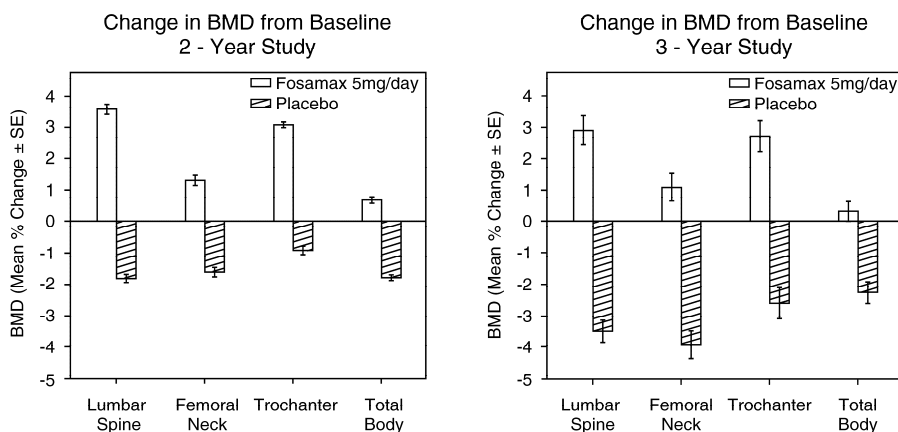 Change in BMD from Baseline
2 - Year Study
BMD (Mean % Change ± SE)
4
3
2
1
0
-1
-2
-3
-4
-5
Fosamax 5mg/day
Placebo
Lumbar Spine
Femoral Neck
Trochanter
Total Body
Change in BMD from Baseline
3 - Year Study
BMD (Mean % Change ± SE)
4
3
2
1
0
-1
-2
-3
-4
-5
Fosamax 5mg/day
Placebo
Lumbar Spine
Femoral Neck
Trochanter
Total Body